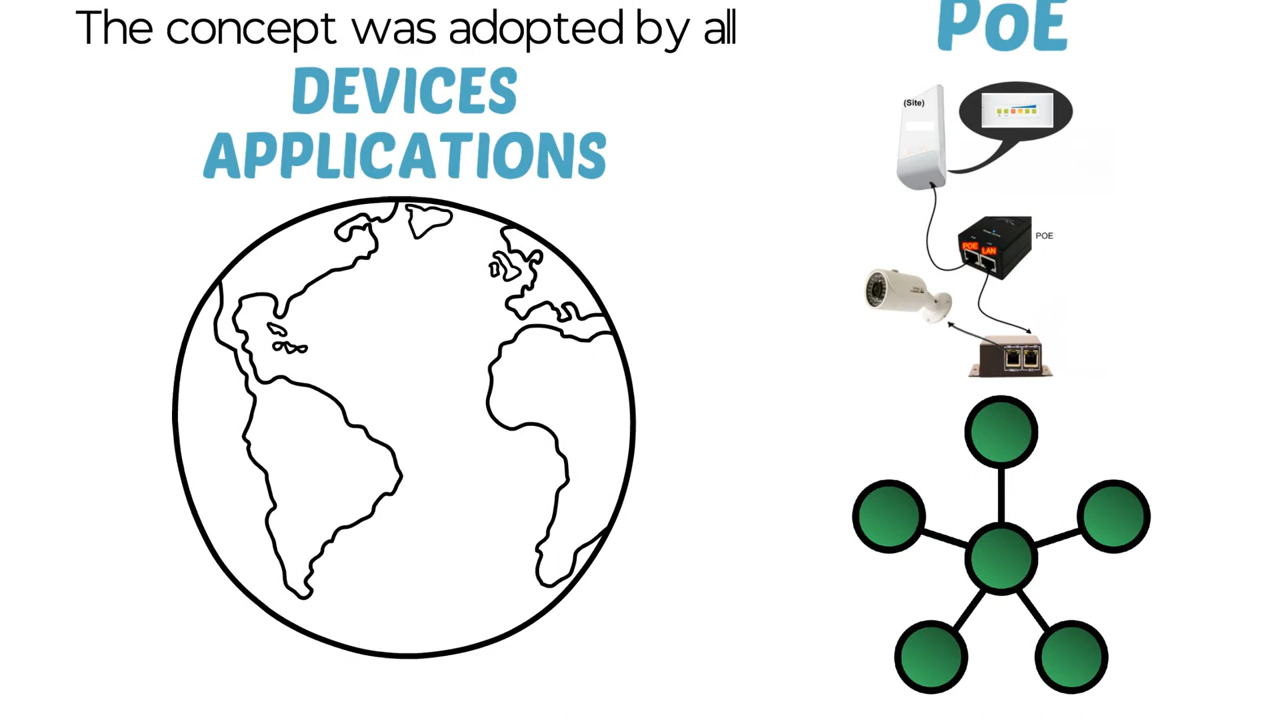 The concept was adopted by all
DEVICES
APPLICATIONS
PoE
(Site)
POE
POE LAN